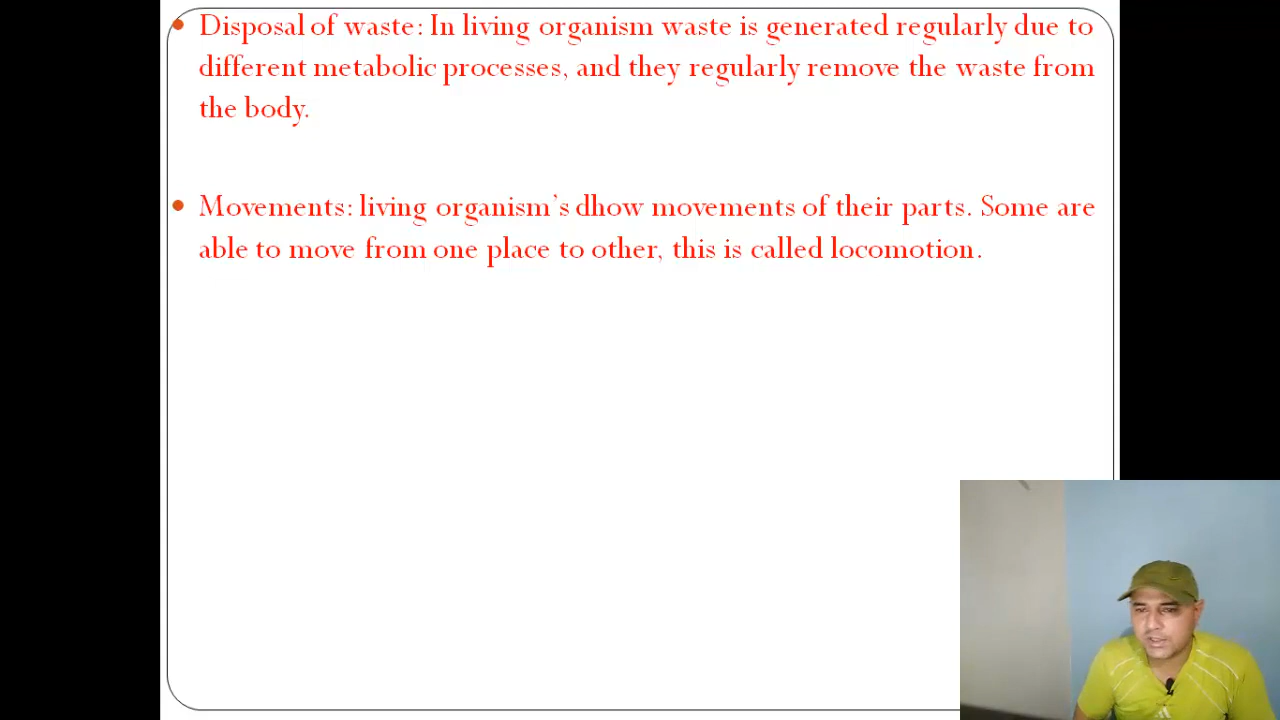 • Disposal of waste: In living organism waste is generated regularly due to
different metabolic processes, and they regularly remove the waste from
the body.
• Movements: living organism’s dhow movements of their parts. Some are
able to move from one place to other, this is called locomotion.